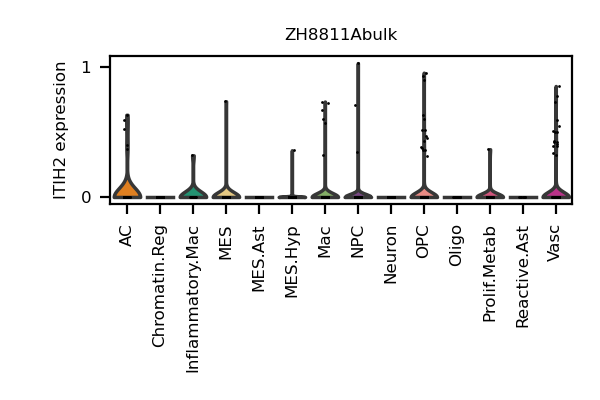 ZH8811Abulk
ITIH2 expression
1
0
AC
Chromatin.Reg
Inflammatory.Mac
MES
MES.Ast
MES.Hyp
Mac
NPC
Neuron
OPC
Oligo
Prolif.Metab
Reactive.Ast
Vasc